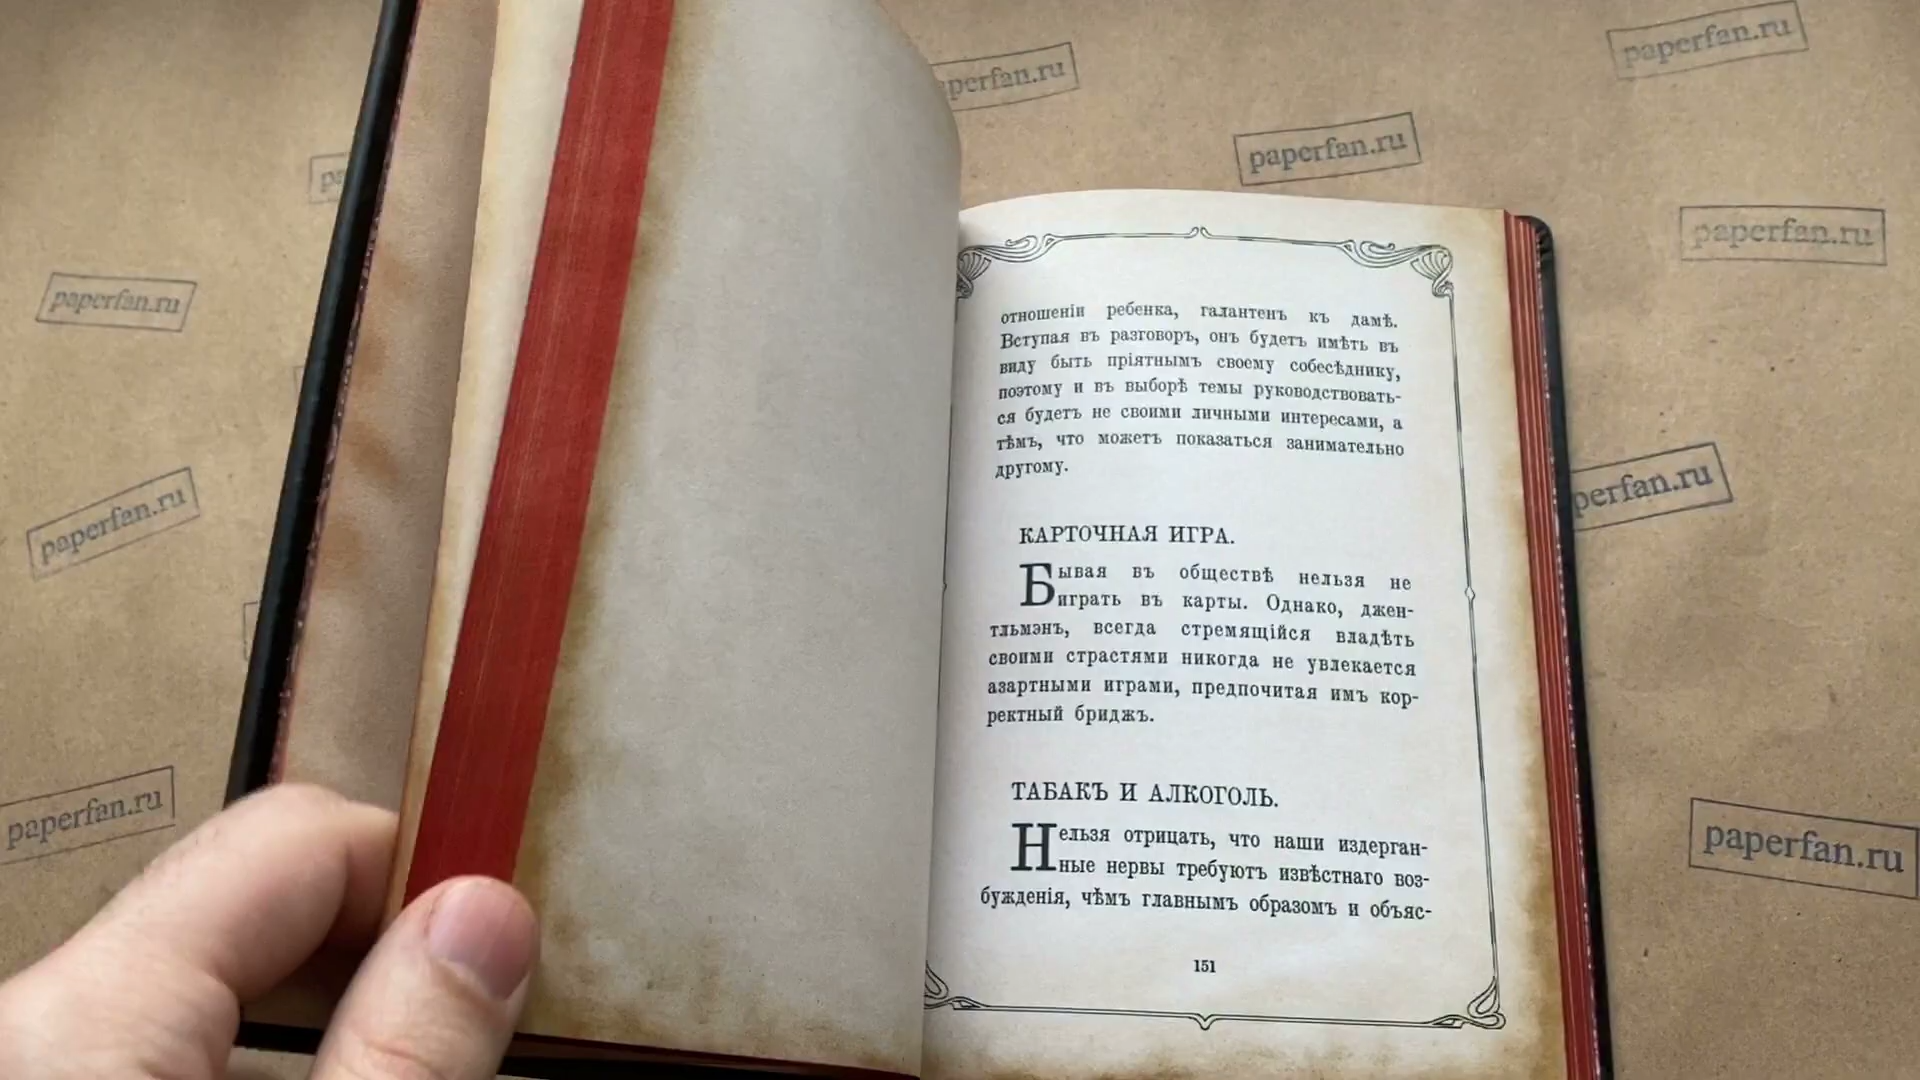 paperfan.ru
paperfan.ru
paperfan.ru
paperfan.ru
paperfan.ru
paperfan.ru
paperfan.ru
отношеніи ребенка, галантенъ къ дамѣ.
Вступая въ разговоръ, онъ будетъ имѣть въ
виду быть пріятнымъ своему собесѣднику,
поэтому и въ выборѣ темы руководствовать-
ся будетъ не своими личными интересами, а
тѣмъ, что можетъ показаться занимательно
другому.
КАРТОЧНАЯ ИГРА.
Бывая въ обществѣ нельзя не
играть въ карты. Однако, джен-
тльмэнъ, всегда стремящійся владѣть
своими страстями никогда не увлекается
азартными играми, предпочитая имъ кор-
ректный бриджъ.
ТАБАКЪ И АЛКОГОЛЬ.
Нельзя отрицать, что наши издерган-
ные нервы требуютъ извѣстнаго воз-
бужденія, чѣмъ главнымъ образомъ и объяс-
151
paperfan.ru